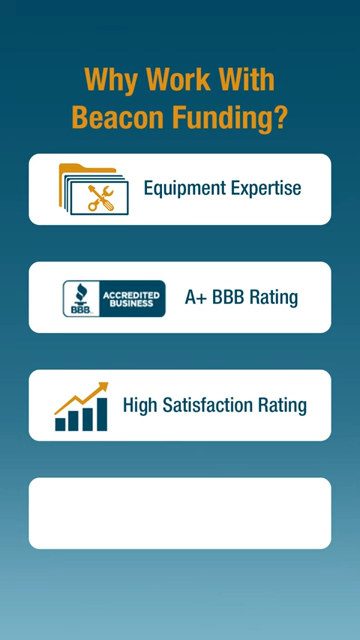 Why Work With
Beacon Funding?
Equipment Expertise
BBB
ACCREDITED
BUSINESS
A+ BBB Rating
High Satisfaction Rating